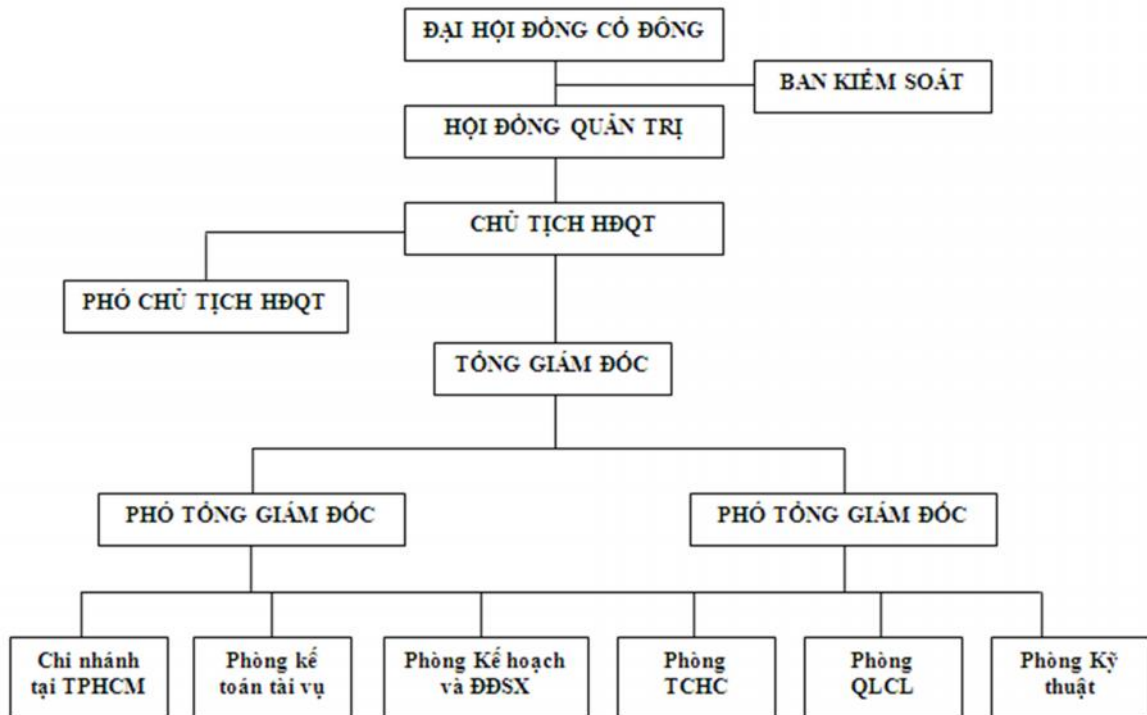 ĐẠI HỘI ĐỒNG CỔ ĐÔNG
BAN KIỂM SOÁT
HỘI ĐỒNG QUẢN TRỊ
CHỦ TỊCH HĐQT
PHÓ CHỦ TỊCH HĐQT
TỔNG GIÁM ĐỐC
PHÓ TỔNG GIÁM ĐỐC
PHÓ TỔNG GIÁM ĐỐC
Chi nhánh
tại TPHCM
Phòng kế
toán tài vụ
Phòng Kế hoạch
và ĐĐSX
Phòng
TCHC
Phòng
QLCL
Phòng Kỹ
thuật